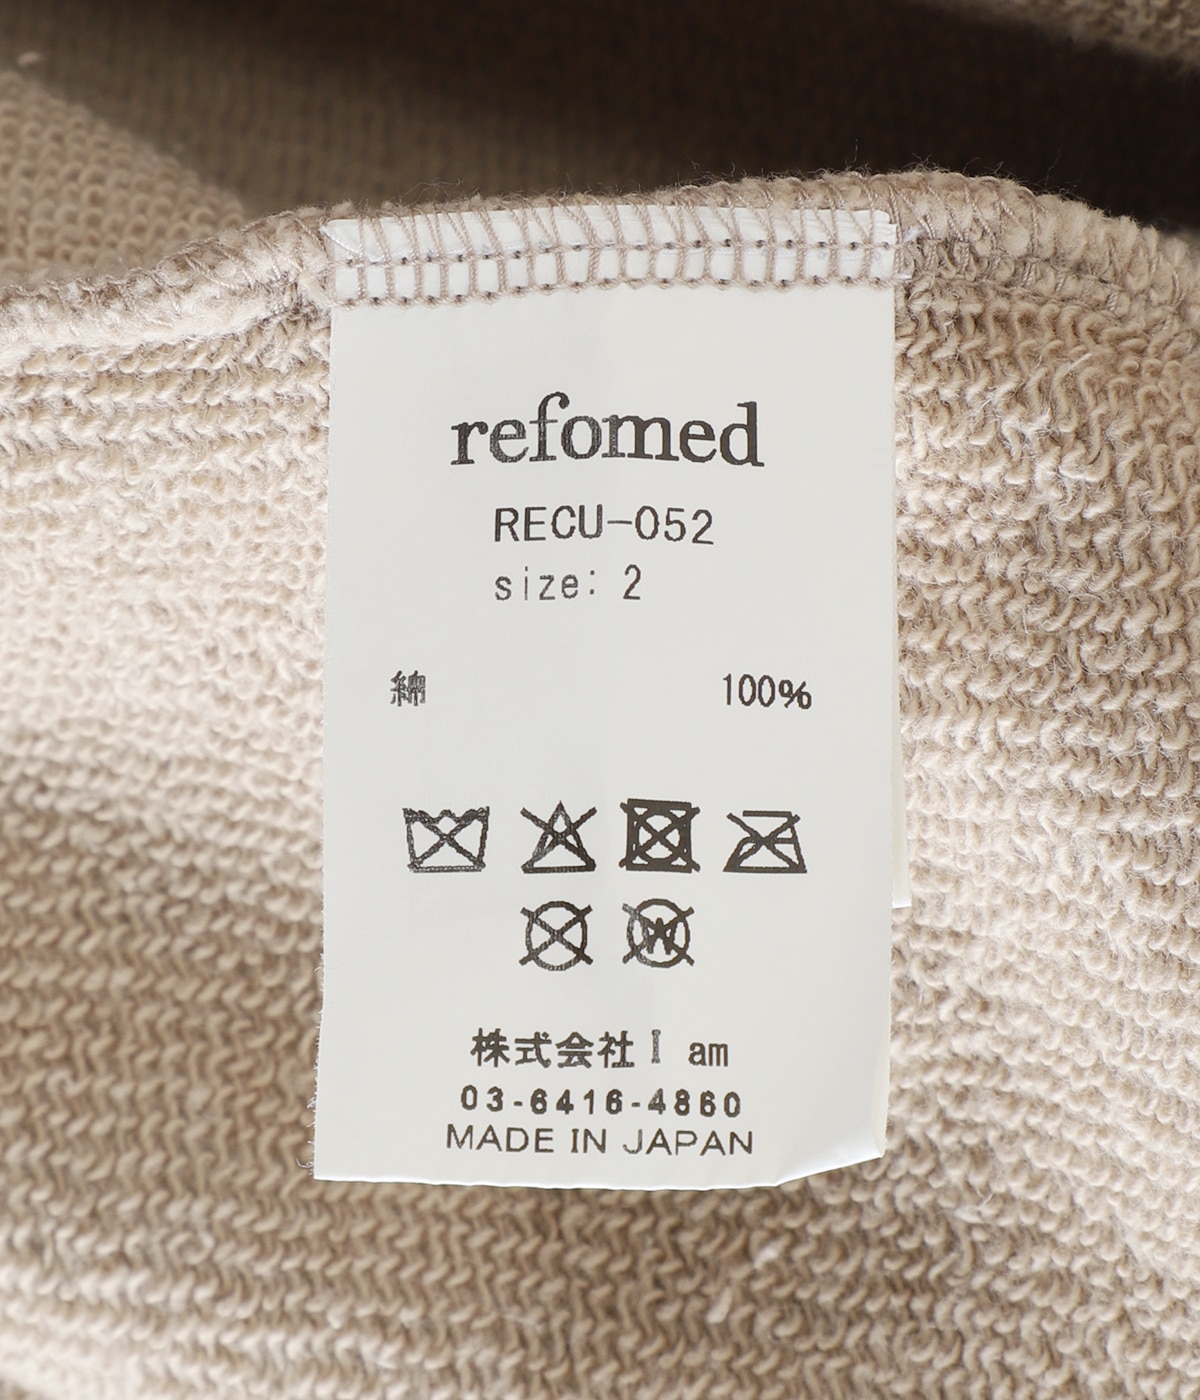 refomed
RECU-052
size: 2
綿 100%
株式会社 I am
03-6416-4860
MADE IN JAPAN